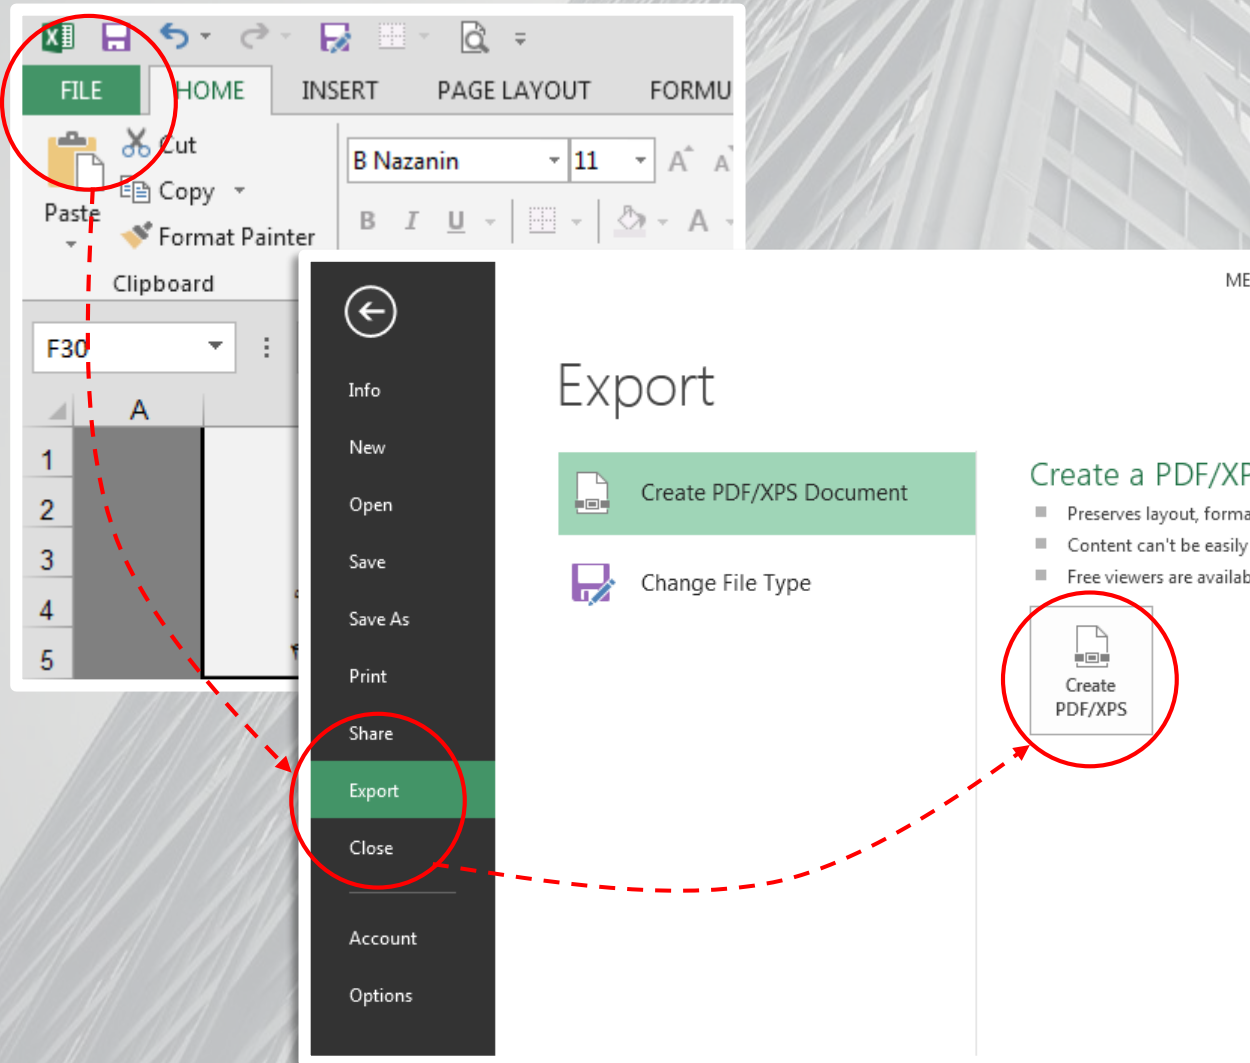 FILE HOME INSERT PAGE LAYOUT FORMU
Cut
Copy
Paste
Format Painter
Clipboard
B Nazanin 11 A A
B I U A
F30
A
1
2
3
4
5
ME
Info
New
Open
Save
Save As
Print
Share
Export
Close
Account
Options
Export
Create PDF/XPS Document
Change File Type
Create a PDF/XP
Preserves layout, forma
Content can't be easily
Free viewers are availab
Create
PDF/XPS